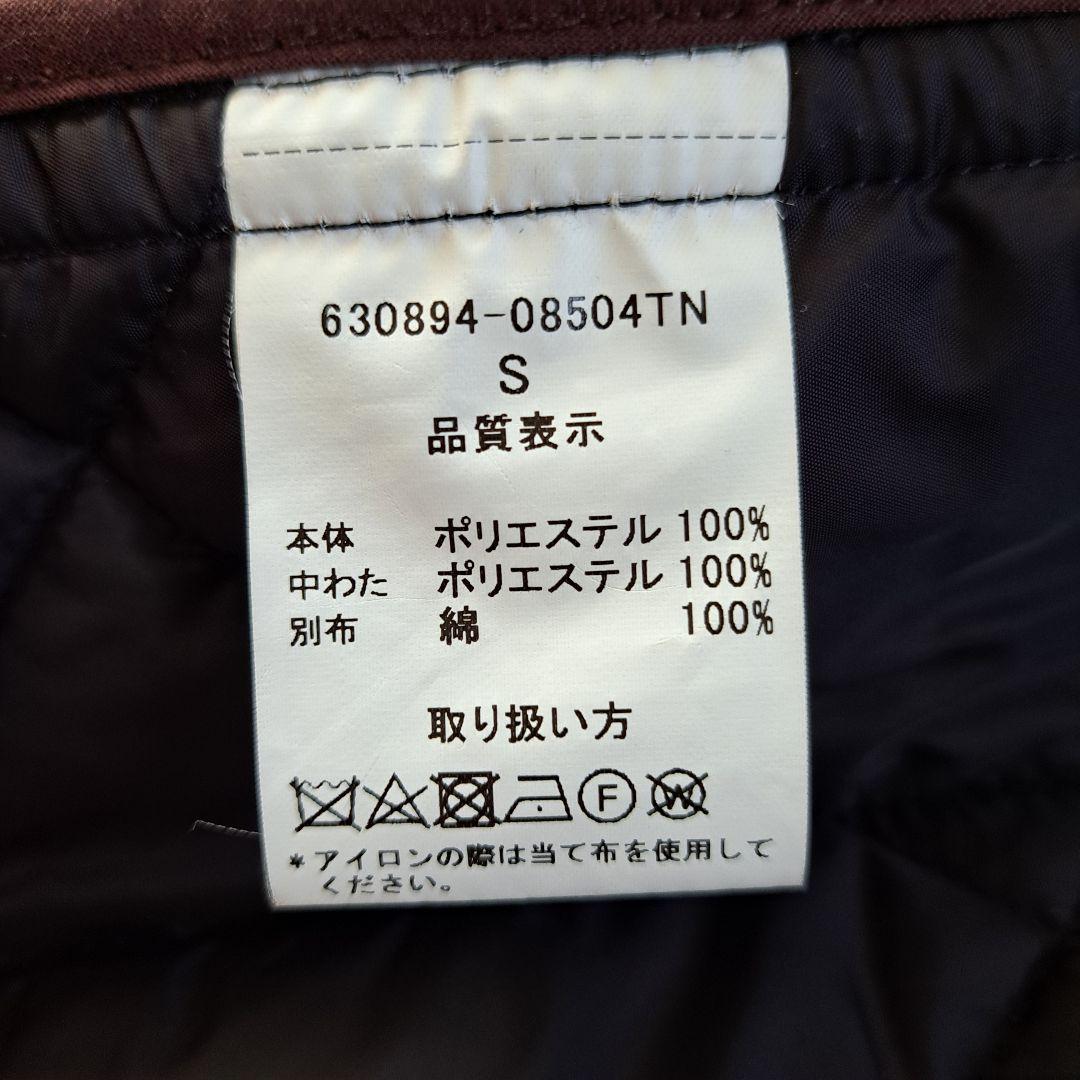 630894-08504TN
S
品質表示
本体 ポリエステル 100%
中わた ポリエステル 100%
別布 綿 100%
取り扱い方
F W
*アイロンの際は当て布を使用して
ください。